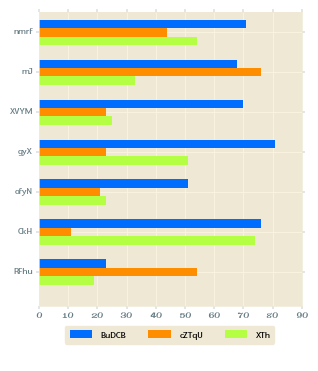 nmrf
mJ
XVYM
gyX
ofyN
CkH
RFhu
0 10 20 30 40 50 60 70 80 90
BuDCB cZTqU XTh